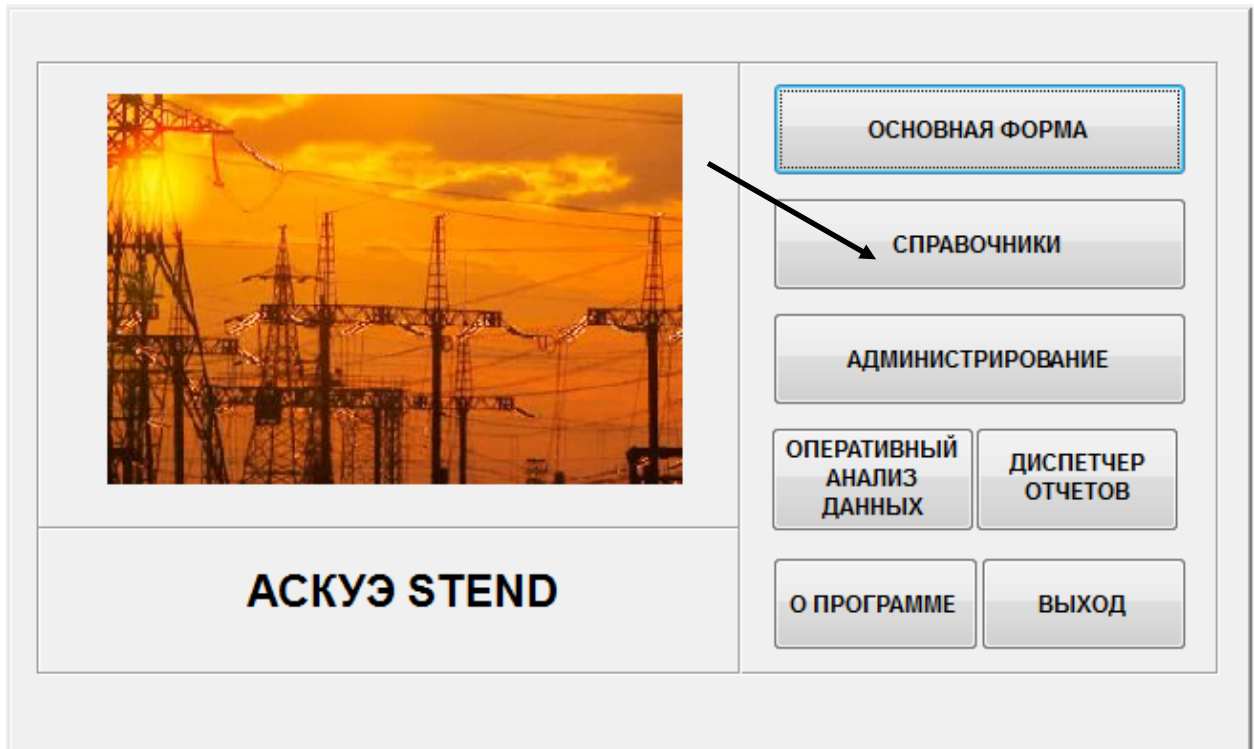 ОСНОВНАЯ ФОРМА
СПРАВОЧНИКИ
АДМИНИСТРИРОВАНИЕ
ОПЕРАТИВНЫЙ
АНАЛИЗ
ДАННЫХ
ДИСПЕТЧЕР
ОТЧЕТОВ
АСКУЭ STEND
О ПРОГРАММЕ
ВЫХОД